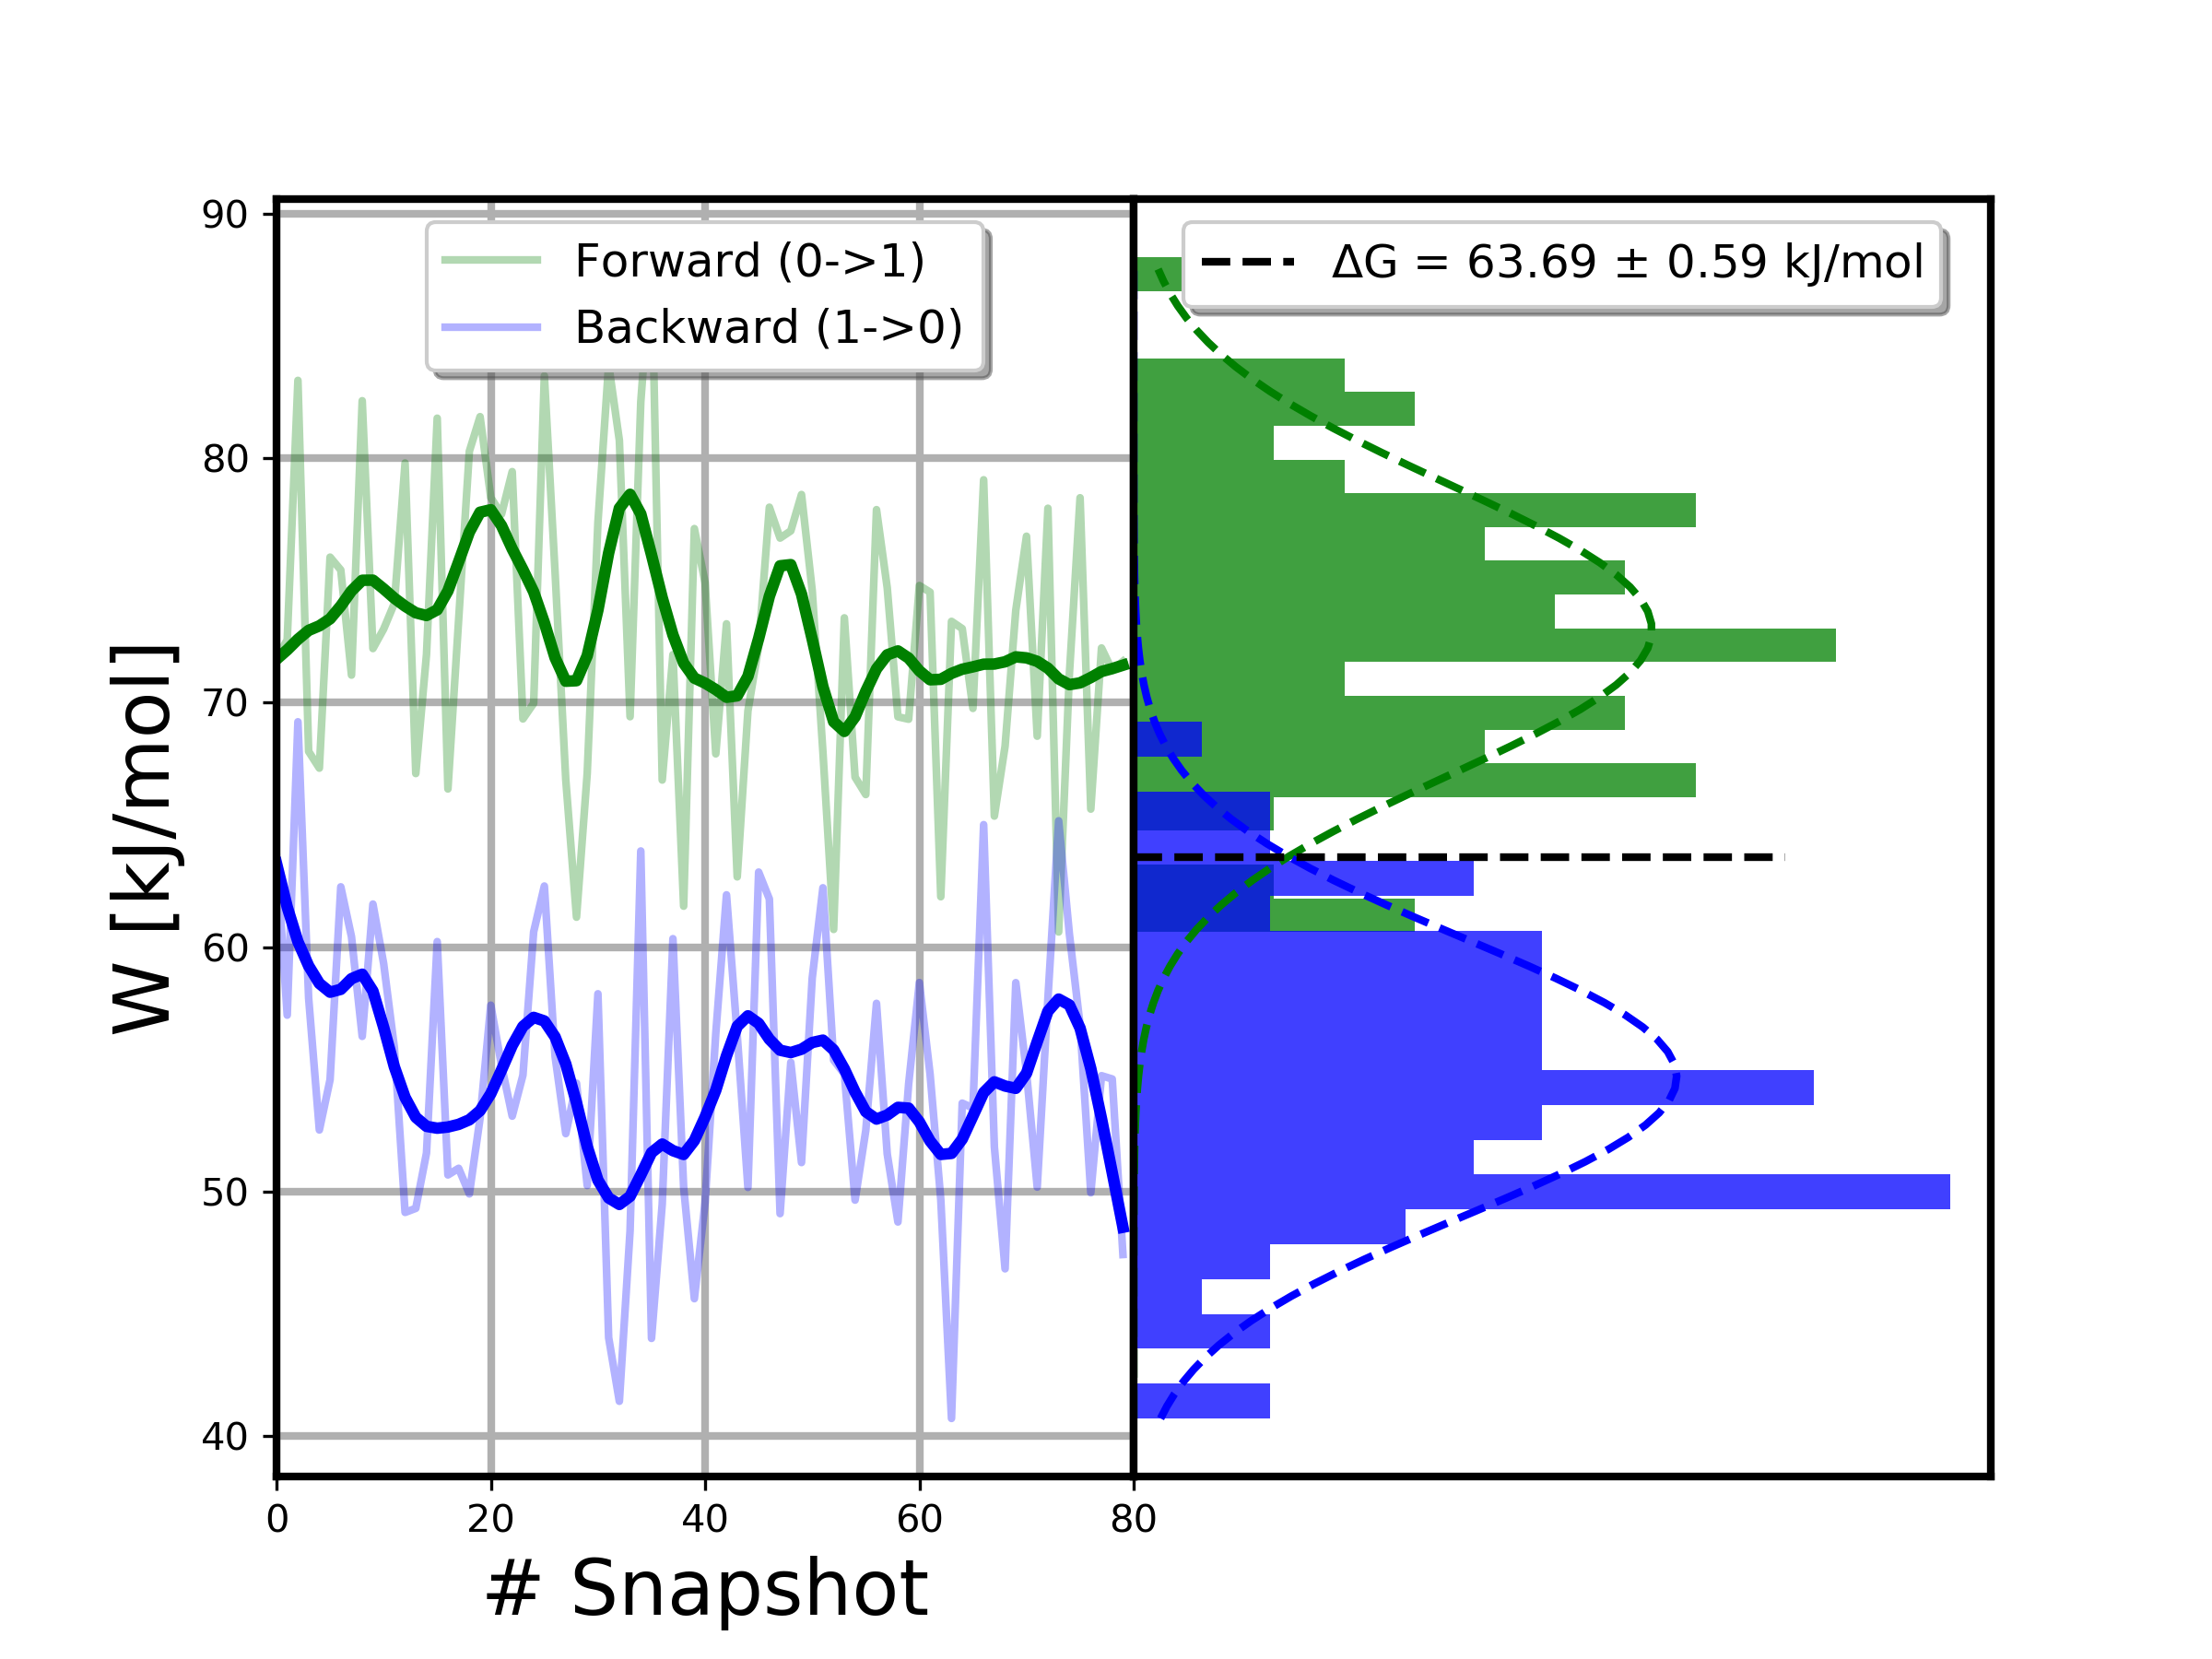 90
80
70
60
50
40
W [kJ/mol]
0
20
40
60
80
# Snapshot
Forward (0->1)
Backward (1->0)
ΔG = 63.69 ± 0.59 kJ/mol